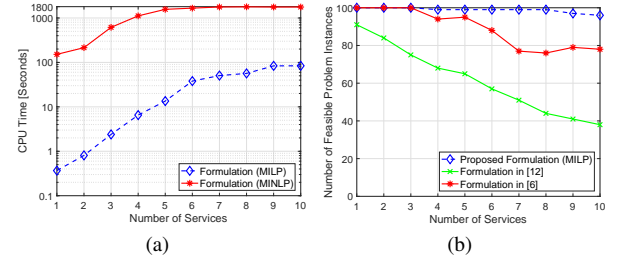 1800
1000
100
10
1
0.1
CPU Time [Seconds]
Formulation (MILP)
Formulation (MINLP)
1 2 3 4 5 6 7 8 9 10
Number of Services
(a)
100
80
60
40
20
0
Number of Feasible Problem Instances
Proposed Formulation (MILP)
Formulation in [12]
Formulation in [6]
1 2 3 4 5 6 7 8 9 10
Number of Services
(b)